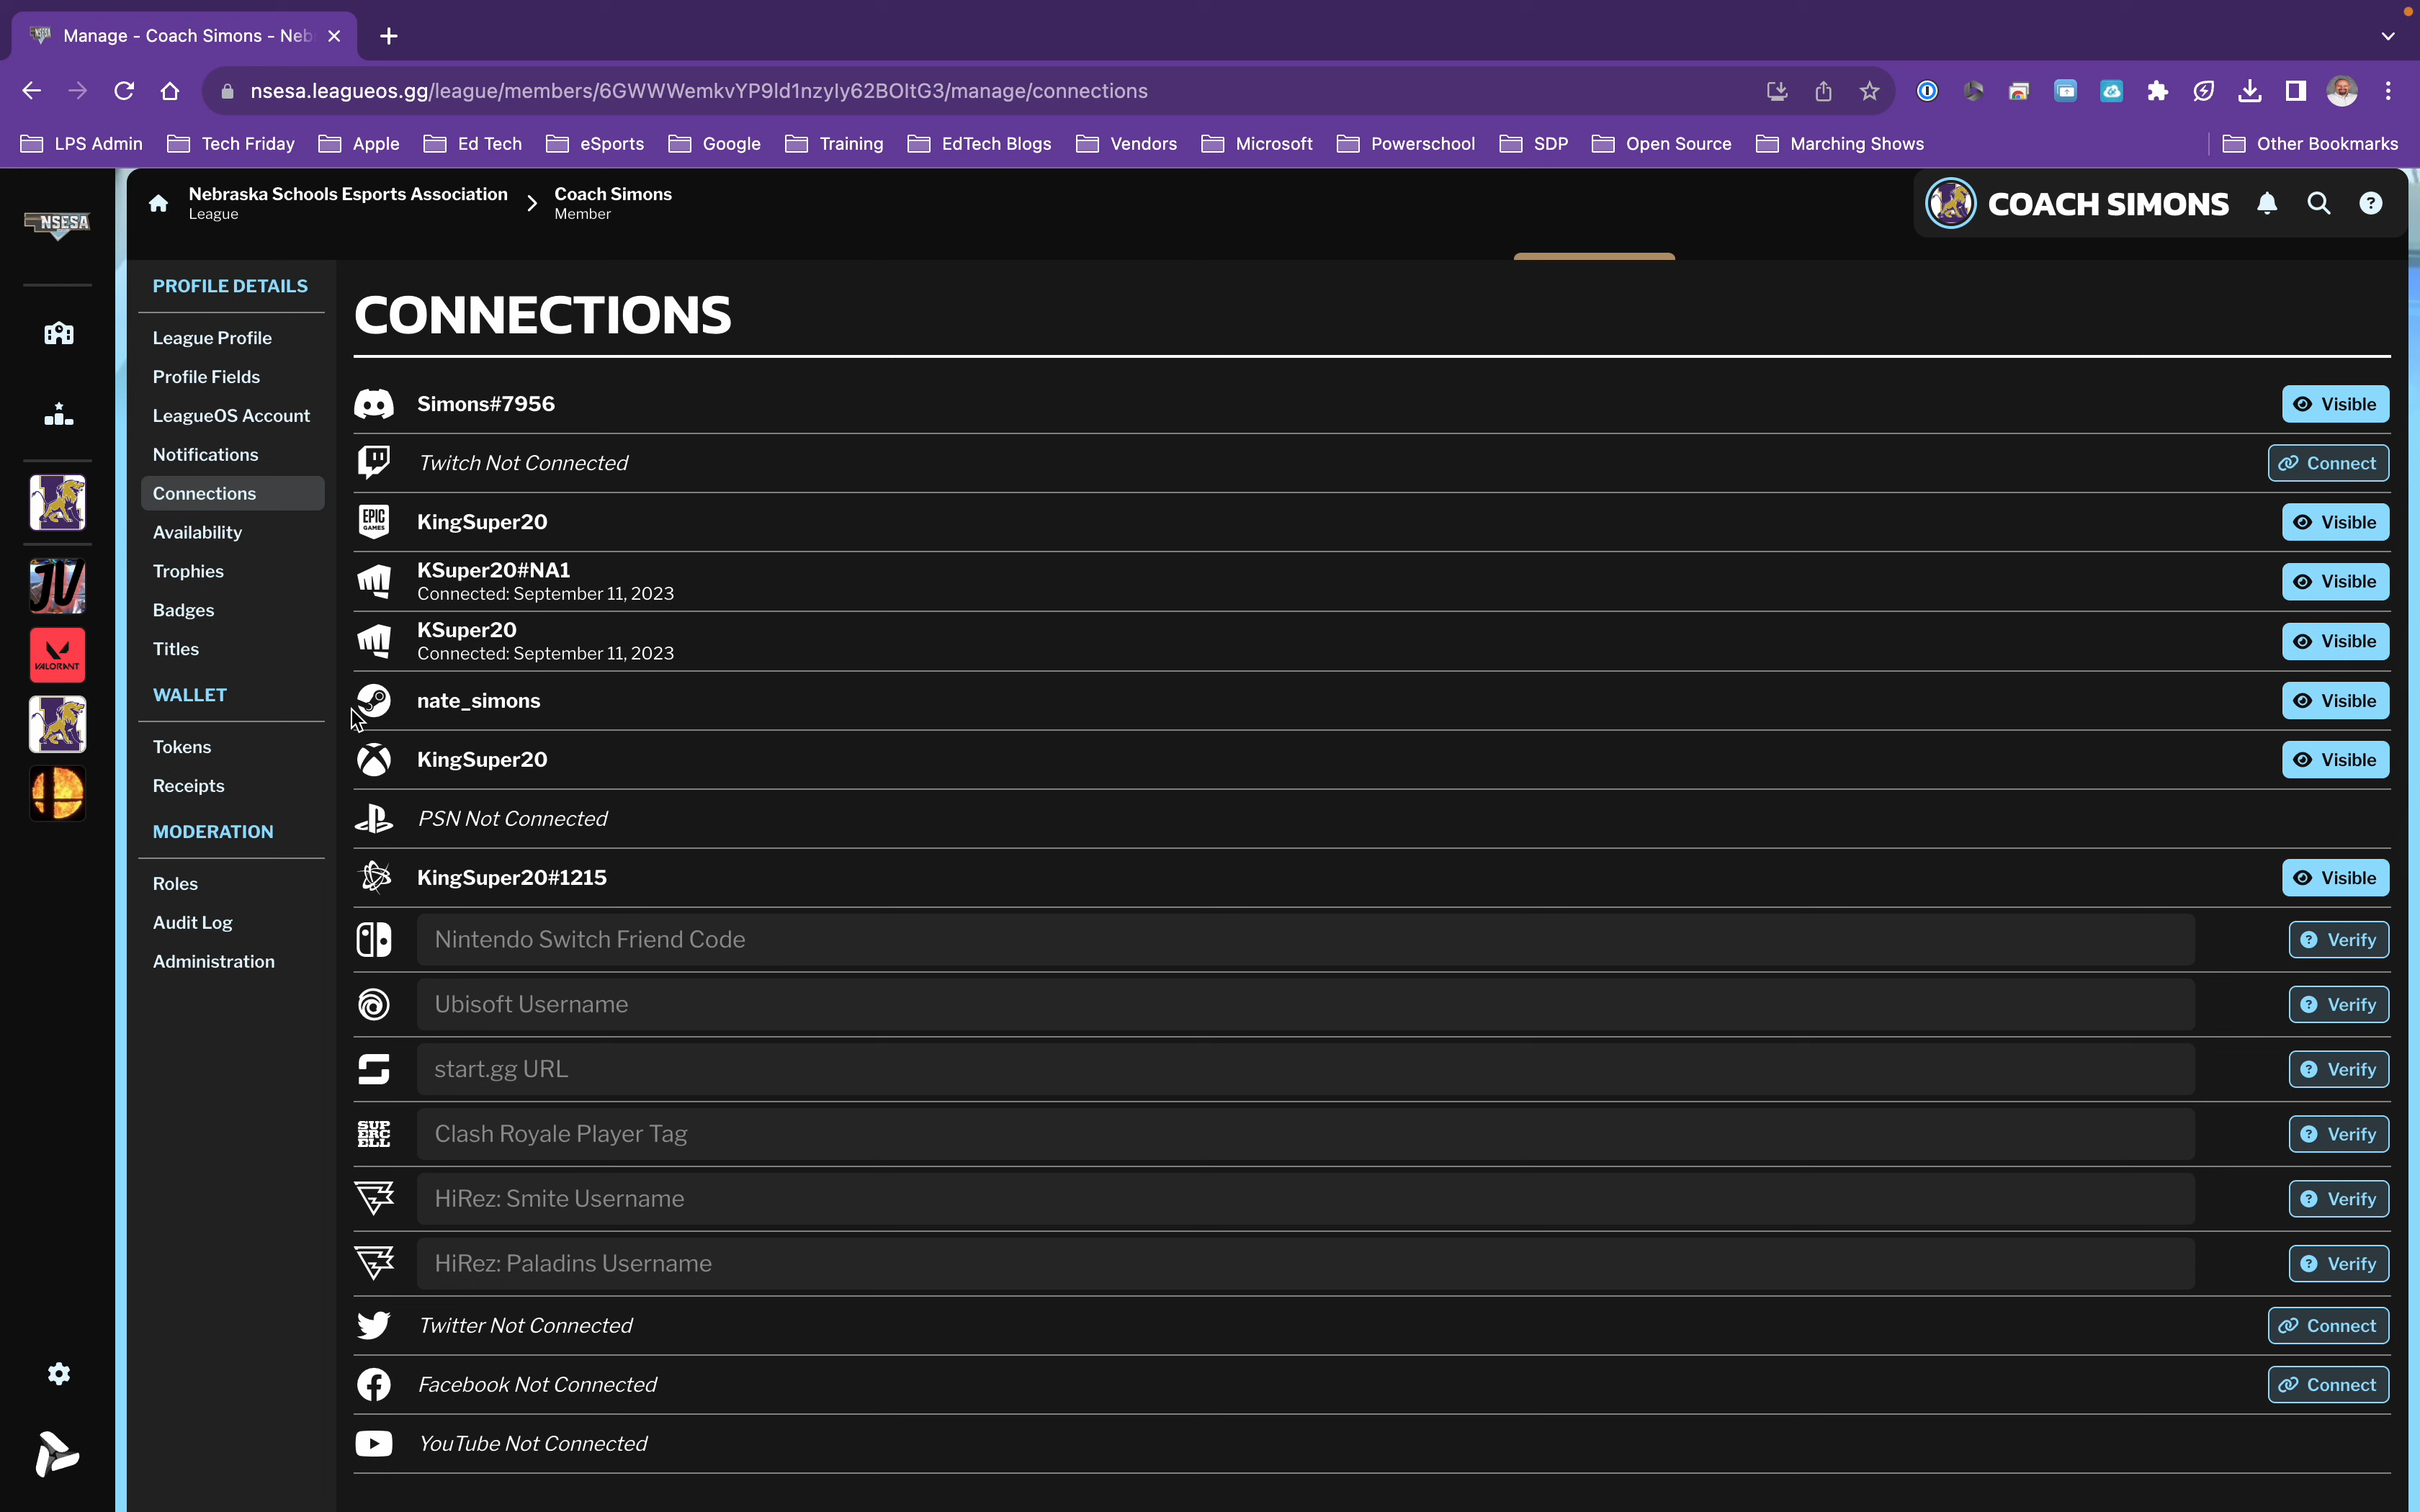 Manage - Coach Simons - Neb
nsesa.leagueos.gg/league/members/6GWWWemkvYP9ld1nzyIy62BOltG3/manage/connections
LPS Admin Tech Friday Apple Ed Tech eSports Google Training EdTech Blogs Vendors Microsoft Powerschool SDP Open Source Marching Shows Other Bookmarks
NSESA
Nebraska Schools Esports Association
League
Coach Simons
Member
COACH SIMONS
PROFILE DETAILS
League Profile
Profile Fields
LeagueOS Account
Notifications
Connections
Availability
Trophies
Badges
Titles
WALLET
Tokens
Receipts
MODERATION
Roles
Audit Log
Administration
JV
VALORANT
CONNECTIONS
Simons#7956 Visible
Twitch Not Connected Connect
EPIC GAMES KingSuper20 Visible
KSuper20#NA1 Visible
Connected: September 11, 2023
KSuper20 Visible
Connected: September 11, 2023
nate_simons Visible
KingSuper20 Visible
PSN Not Connected
KingSuper20#1215 Visible
Nintendo Switch Friend Code Verify
Ubisoft Username Verify
start.gg URL Verify
SUPERCELL Clash Royale Player Tag Verify
HiRez: Smite Username Verify
HiRez: Paladins Username Verify
Twitter Not Connected Connect
Facebook Not Connected Connect
YouTube Not Connected